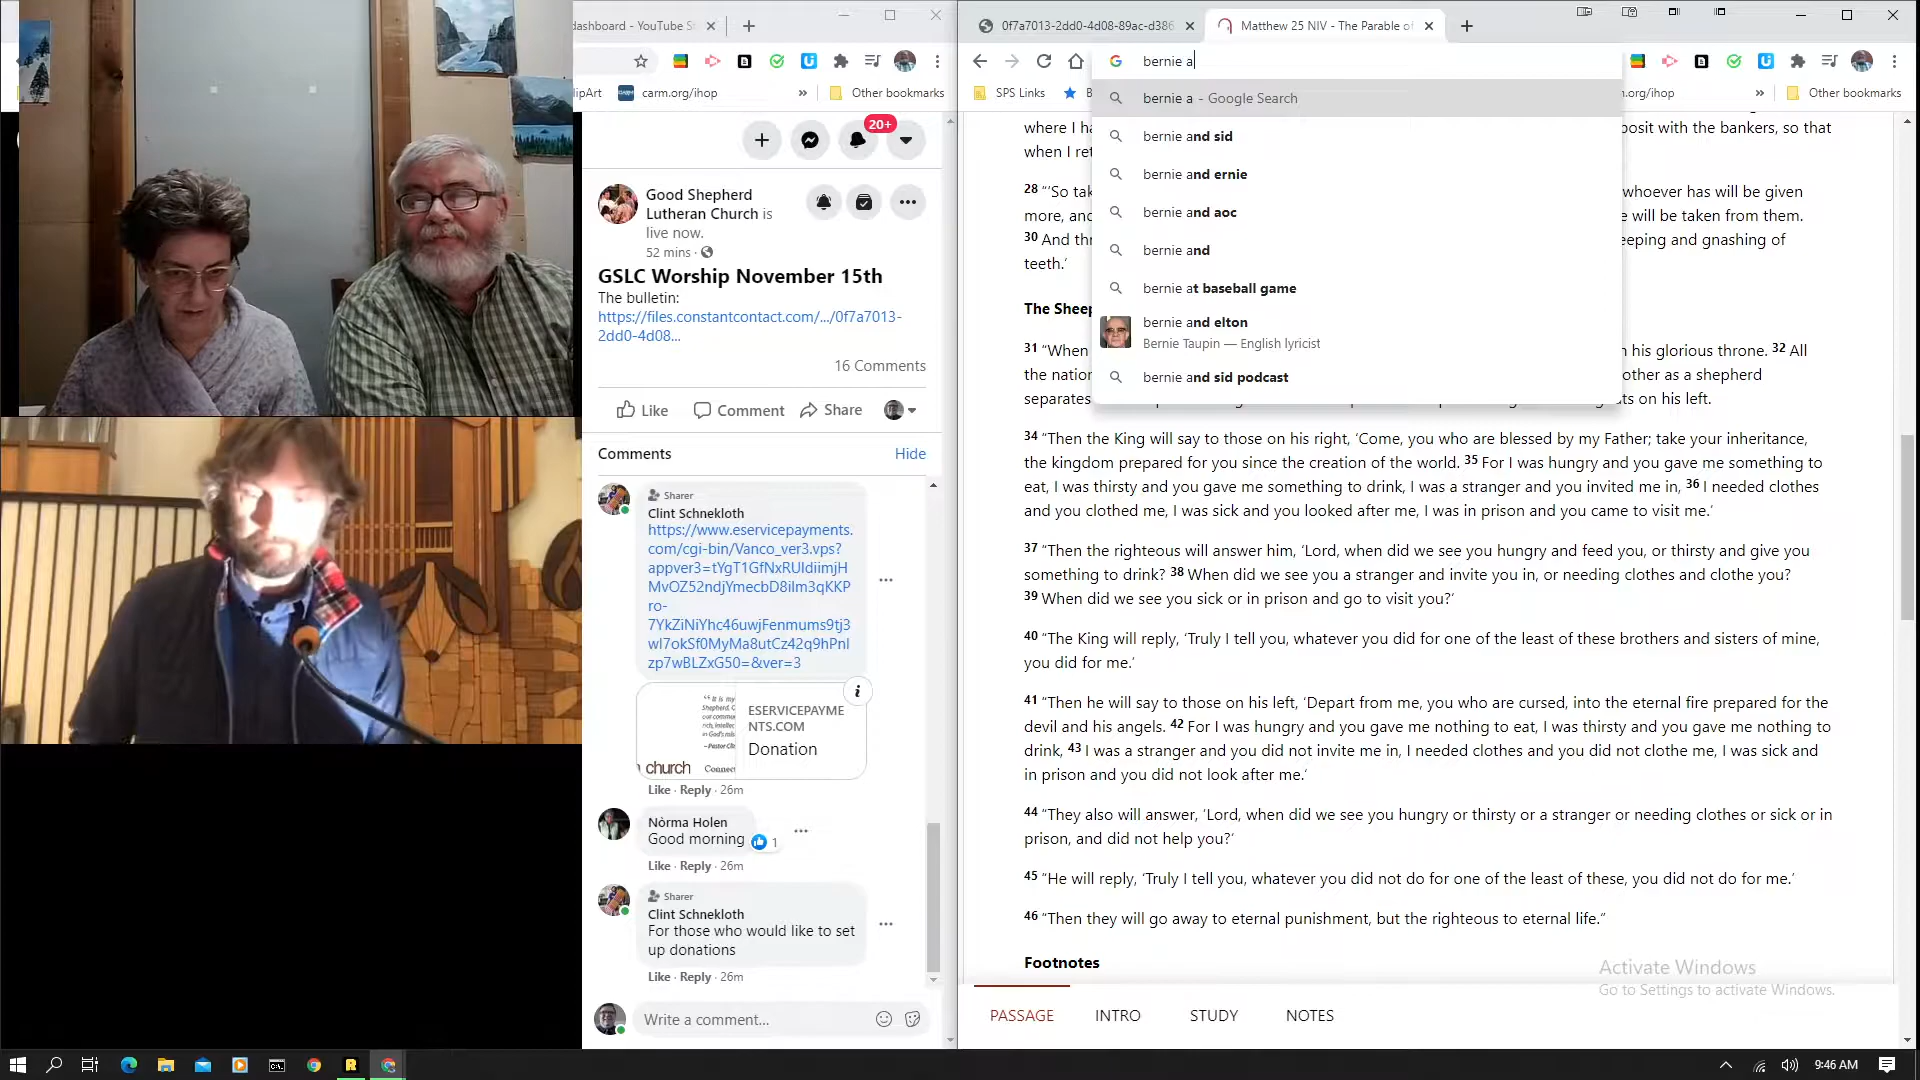 dashboard - YouTube S
0f7a7013-2dd0-4d08-89ac-d386
Matthew 25 NIV - The Parable of
bernie a
lipArt
carm.org/ihop
Other bookmarks
SPS Links
B
rm.org/ihop
Other bookmarks
bernie a - Google Search
bernie and sid
bernie and ernie
bernie and aoc
bernie and
bernie at baseball game
bernie and elton
Bernie Taupin — English lyricist
bernie and sid podcast
20+
Good Shepherd
Lutheran Church is
live now.
52 mins ·
GSLC Worship November 15th
The bulletin:
https://files.constantcontact.com/.../0f7a7013-
2dd0-4d08...
16 Comments
Like
Comment
Share
Comments
Hide
Sharer
Clint Schnekloth
https://www.eservicepayments.
com/cgi-bin/Vanco_ver3.vps?
appver3=tYgT1GfNxRUIdiimjH
MvOZ52ndjYmecbD8iIm3qKKP
ro-
7YkZiNiYhc46uwjFenmums9tj3
wl7okSf0MyMa8utCz42q9hPnl
zp7wBLZxG50=&ver=3
ESERVICEPAYME
NTS.COM
Donation
church
Connec
Like · Reply · 26m
Nòrma Holen
Good morning
1
Like · Reply · 26m
Sharer
Clint Schnekloth
For those who would like to set
up donations
Like · Reply · 26m
Write a comment...
where I ha
posit with the bankers, so that
when I ret
28 “‘So tak
whoever has will be given
more, and
e will be taken from them.
30 And thr
eeping and gnashing of
teeth.’
The Sheep
31 “When
n his glorious throne. 32 All
the nation
other as a shepherd
separates
ts on his left.
34 “Then the King will say to those on his right, ‘Come, you who are blessed by my Father; take your inheritance,
the kingdom prepared for you since the creation of the world. 35 For I was hungry and you gave me something to
eat, I was thirsty and you gave me something to drink, I was a stranger and you invited me in, 36 I needed clothes
and you clothed me, I was sick and you looked after me, I was in prison and you came to visit me.’
37 “Then the righteous will answer him, ‘Lord, when did we see you hungry and feed you, or thirsty and give you
something to drink? 38 When did we see you a stranger and invite you in, or needing clothes and clothe you?
39 When did we see you sick or in prison and go to visit you?’
40 “The King will reply, ‘Truly I tell you, whatever you did for one of the least of these brothers and sisters of mine,
you did for me.’
41 “Then he will say to those on his left, ‘Depart from me, you who are cursed, into the eternal fire prepared for the
devil and his angels. 42 For I was hungry and you gave me nothing to eat, I was thirsty and you gave me nothing to
drink, 43 I was a stranger and you did not invite me in, I needed clothes and you did not clothe me, I was sick and
in prison and you did not look after me.’
44 “They also will answer, ‘Lord, when did we see you hungry or thirsty or a stranger or needing clothes or sick or in
prison, and did not help you?’
45 “He will reply, ‘Truly I tell you, whatever you did not do for one of the least of these, you did not do for me.’
46 “Then they will go away to eternal punishment, but the righteous to eternal life.”
Footnotes
Activate Windows
Go to Settings to activate Windows.
PASSAGE
INTRO
STUDY
NOTES
9:46 AM